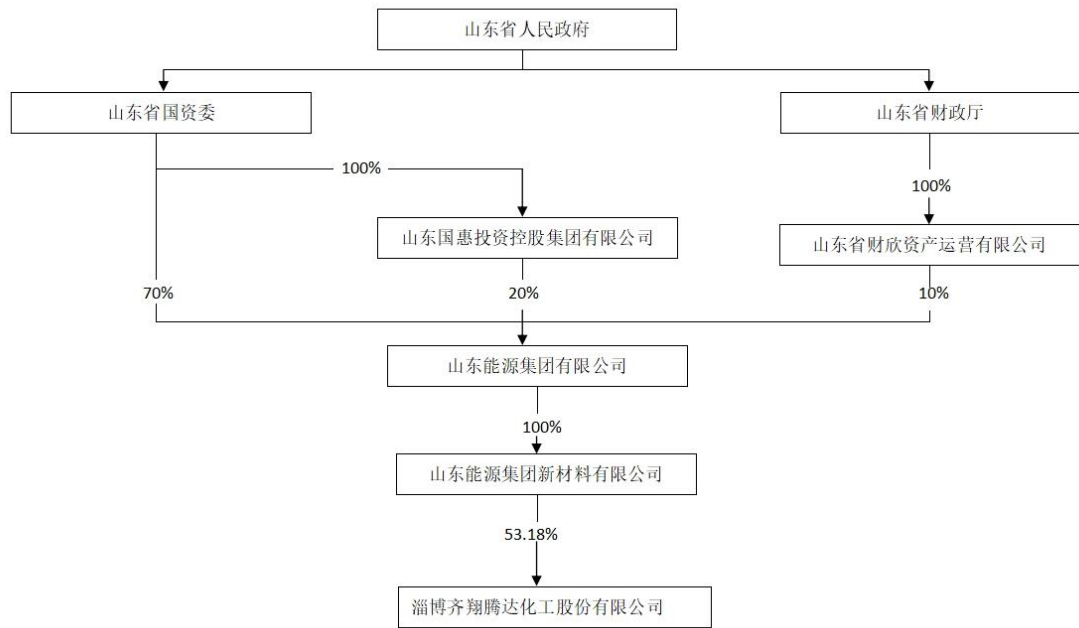 山东省人民政府
山东省国资委
山东省财政厅
100%
100%
山东国惠投资控股集团有限公司
山东省财欣资产运营有限公司
70%
20%
10%
山东能源集团有限公司
100%
山东能源集团新材料有限公司
53.18%
淄博齐翔腾达化工股份有限公司